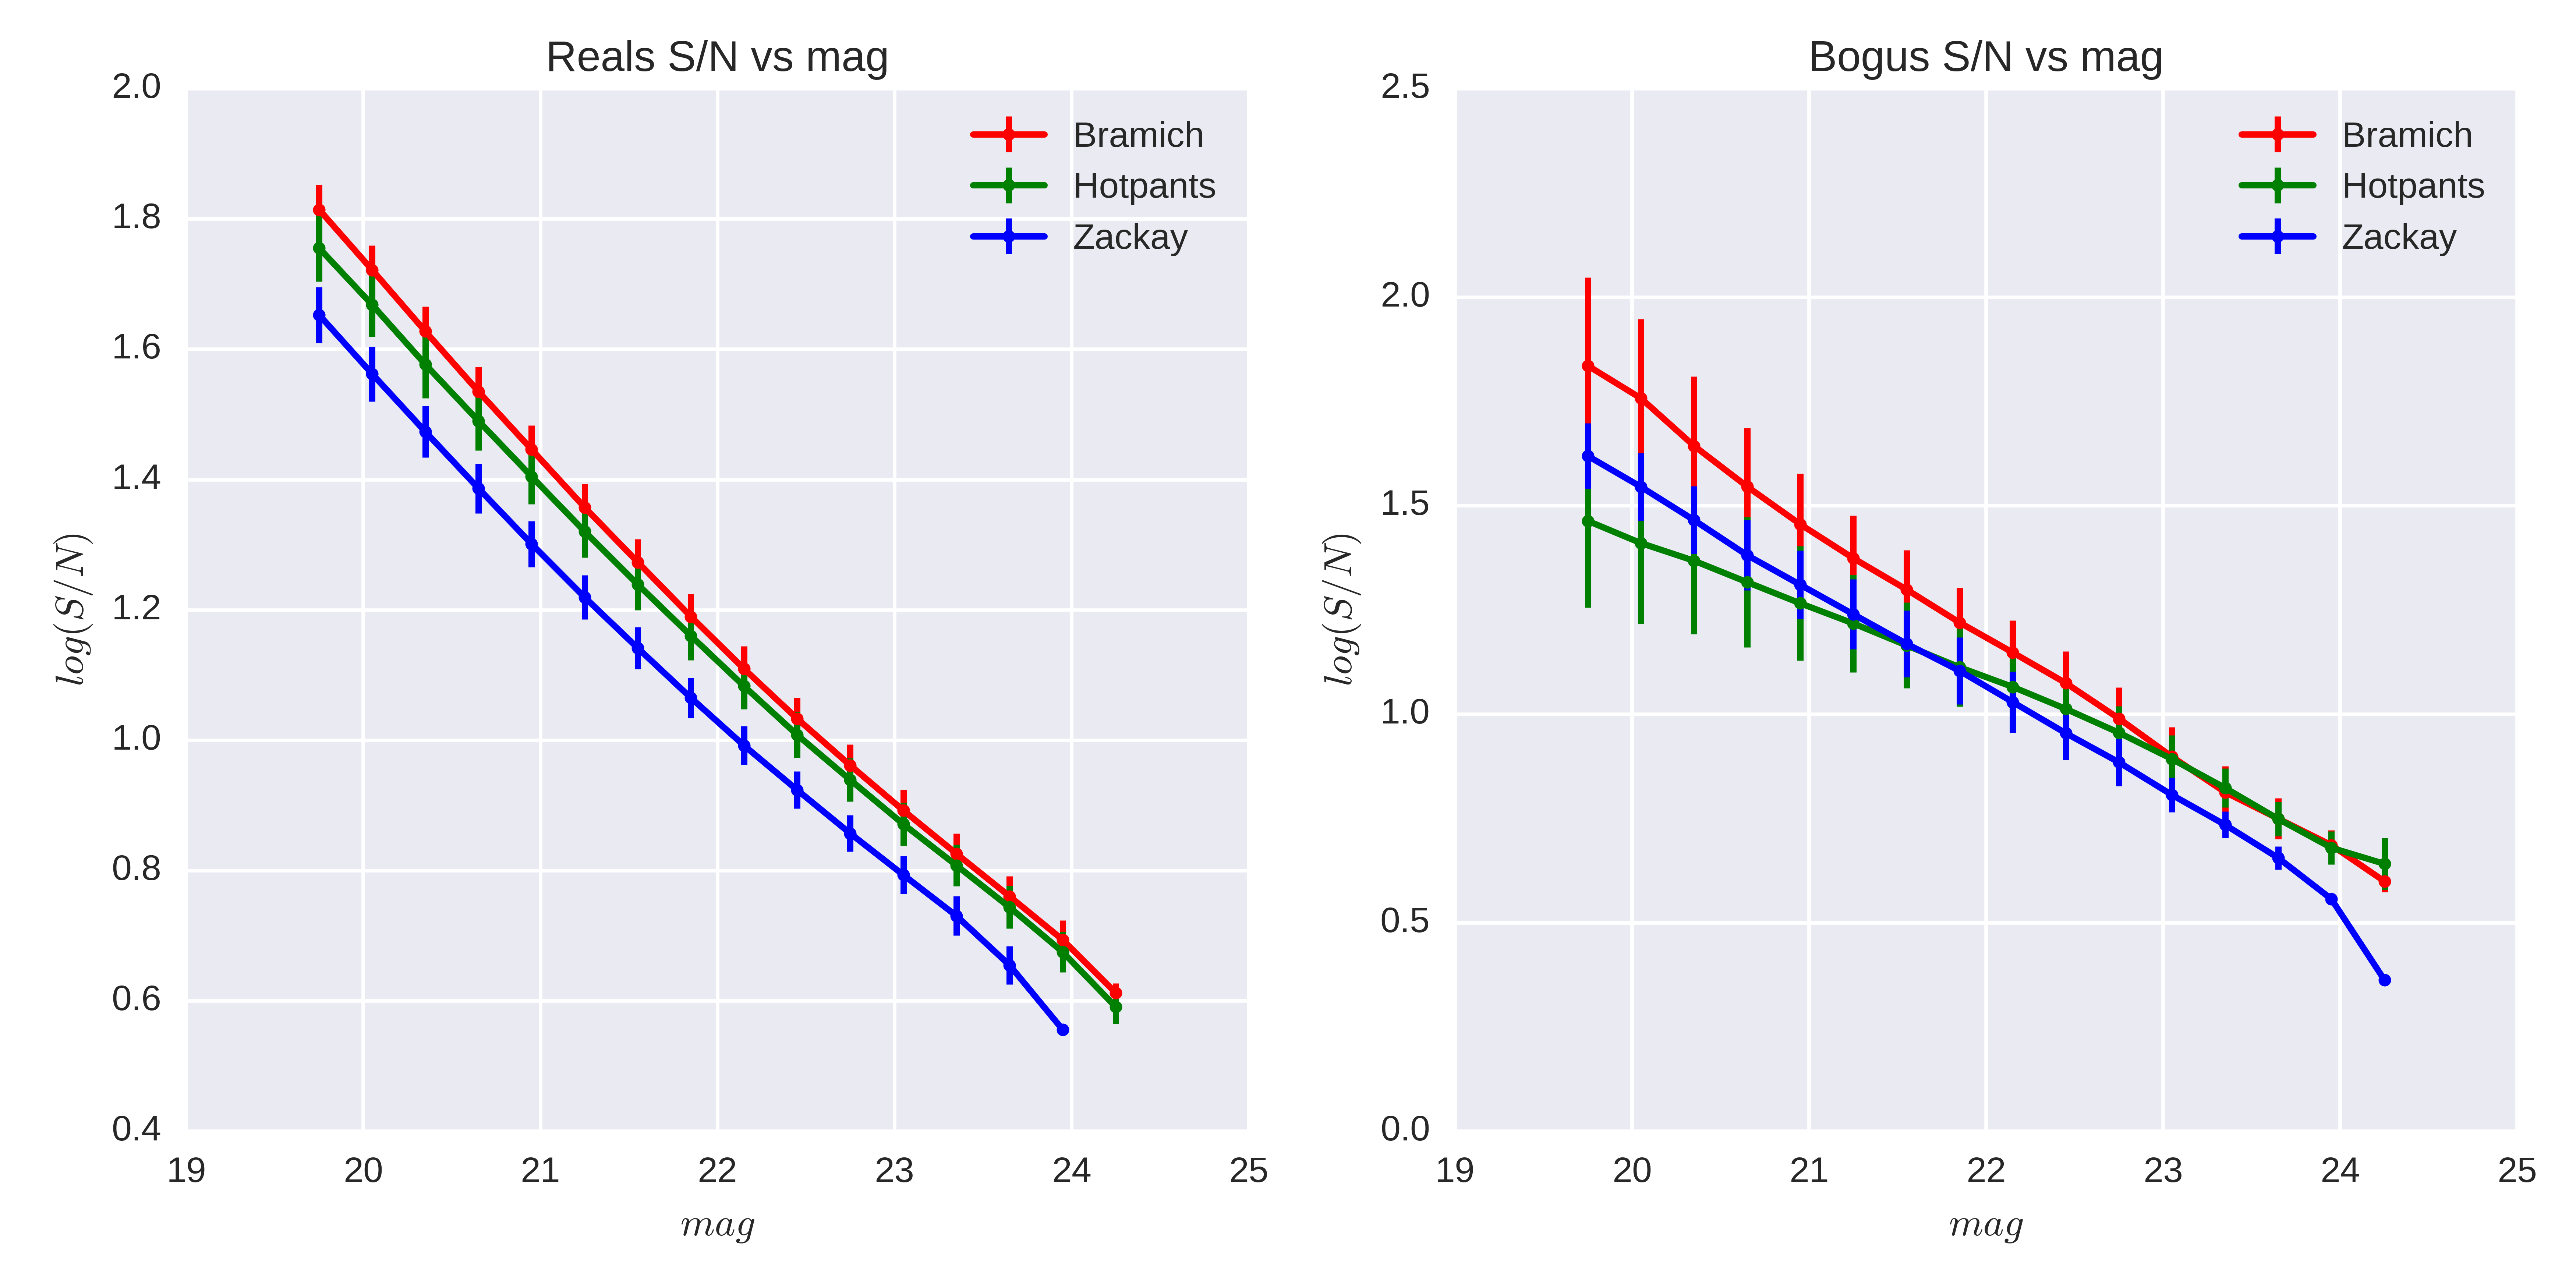 Reals S/N vs mag
2.0
1.8
1.6
1.4
1.2
1.0
0.8
0.6
0.4
log(S/N)
19 20 21 22 23 24 25
mag
Bramich
Hotpants
Zackay
Bogus S/N vs mag
2.5
2.0
1.5
1.0
0.5
0.0
log(S/N)
19 20 21 22 23 24 25
mag
Bramich
Hotpants
Zackay